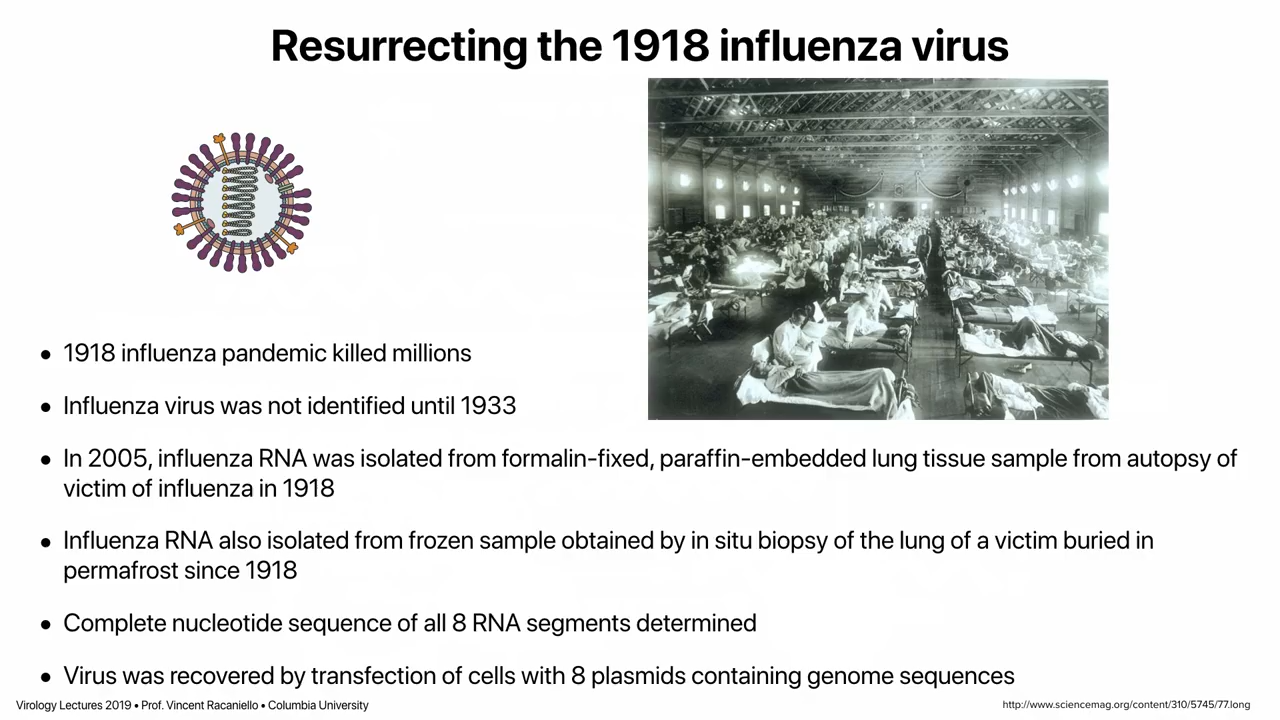 Resurrecting the 1918 influenza virus
• 1918 influenza pandemic killed millions
• Influenza virus was not identified until 1933
• In 2005, influenza RNA was isolated from formalin-fixed, paraffin-embedded lung tissue sample from autopsy of
victim of influenza in 1918
• Influenza RNA also isolated from frozen sample obtained by in situ biopsy of the lung of a victim buried in
permafrost since 1918
• Complete nucleotide sequence of all 8 RNA segments determined
• Virus was recovered by transfection of cells with 8 plasmids containing genome sequences
Virology Lectures 2019 • Prof. Vincent Racaniello • Columbia University
http://www.sciencemag.org/content/310/5745/77.long